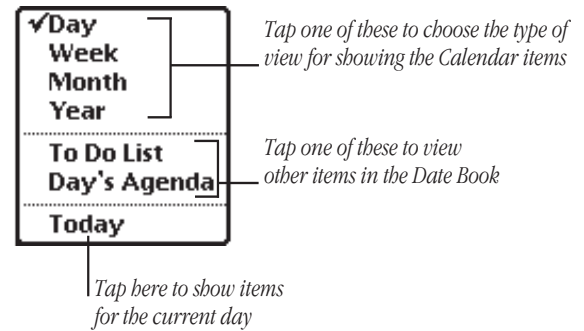 ✓Day
Week
Month
Year
Tap one of these to choose the type of
view for showing the Calendar items
To Do List
Day's Agenda
Tap one of these to view
other items in the Date Book
Today
Tap here to show items
for the current day